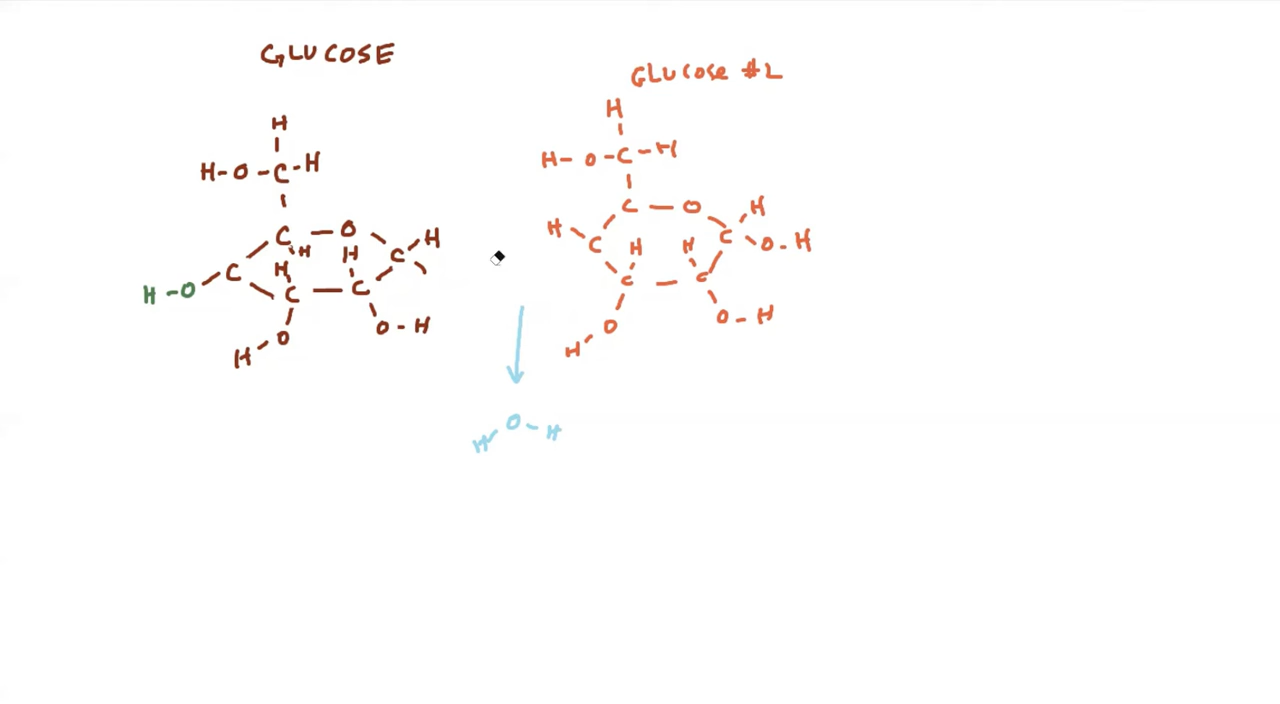 GLUCOSE
H
H-O-C-H
C-O
H C H
H H
H-O C
C-C
O O-H
H
GLUCOSE #2
H
H-O-C-H
C-O H
H C O-H
C H H
C-C
O O-H
H
O
H H